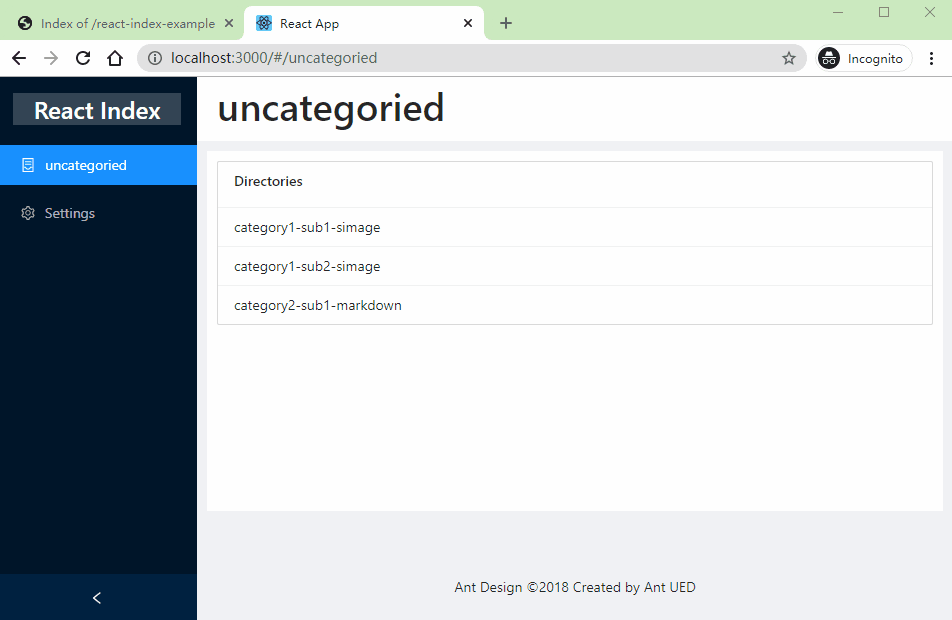 Index of /react-index-example
React App
localhost:3000/#/uncategoried
Incognito
React Index
uncategoried
Settings
uncategoried
Directories
category1-sub1-simage
category1-sub2-simage
category2-sub1-markdown
Ant Design ©2018 Created by Ant UED